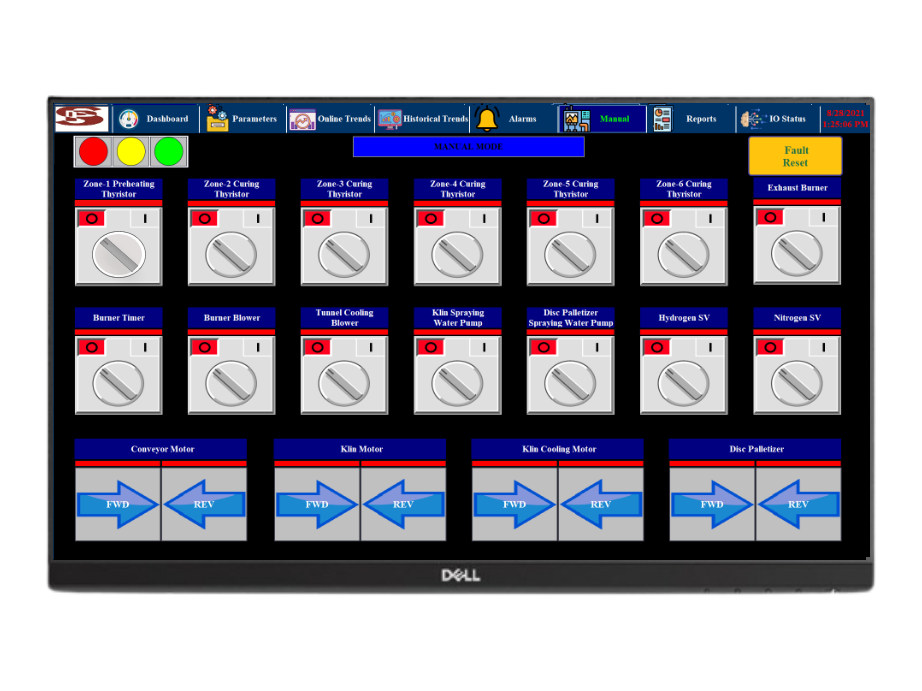 Dashboard
Parameters
Online Trends
Historical Trends
Alarms
Manual
Reports
IO Status
8/28/2021
1:25:06 PM
MANUAL MODE
Fault
Reset
Zone-1 Preheating
Thyristor
Zone-2 Curing
Thyristor
Zone-3 Curing
Thyristor
Zone-4 Curing
Thyristor
Zone-5 Curing
Thyristor
Zone-6 Curing
Thyristor
Exhaust Burner
O I
O I
O I
O I
O I
O I
O I
Burner Timer
Burner Blower
Tunnel Cooling
Blower
Klin Spraying
Water Pump
Disc Palletizer
Spraying Water Pump
Hydrogen SV
Nitrogen SV
O I
O I
O I
O I
O I
O I
O I
Conveyor Motor
Klin Motor
Klin Cooling Motor
Disc Palletizer
FWD REV
FWD REV
FWD REV
FWD REV
DELL